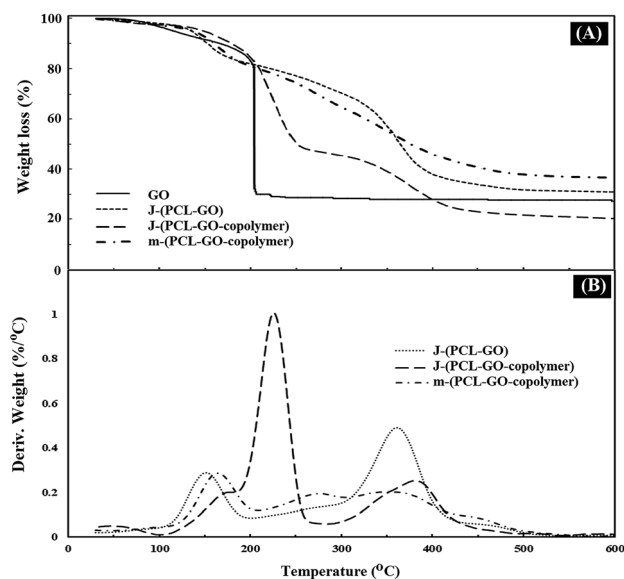 100
80
60
40
20
Weight loss (%)
(A)
GO
J-(PCL-GO)
J-(PCL-GO-copolymer)
m-(PCL-GO-copolymer)
(B)
1
0.8
0.6
0.4
0.2
0
Deriv. Weight (%/°C)
J-(PCL-GO)
J-(PCL-GO-copolymer)
m-(PCL-GO-copolymer)
0 100 200 300 400 500 600
Temperature (°C)